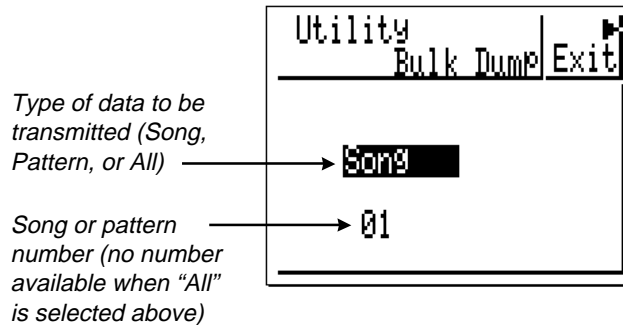 Utility
Bulk Dump
Exit
Type of data to be
transmitted (Song,
Pattern, or All)
Song
Song or pattern
number (no number
available when “All”
is selected above)
01